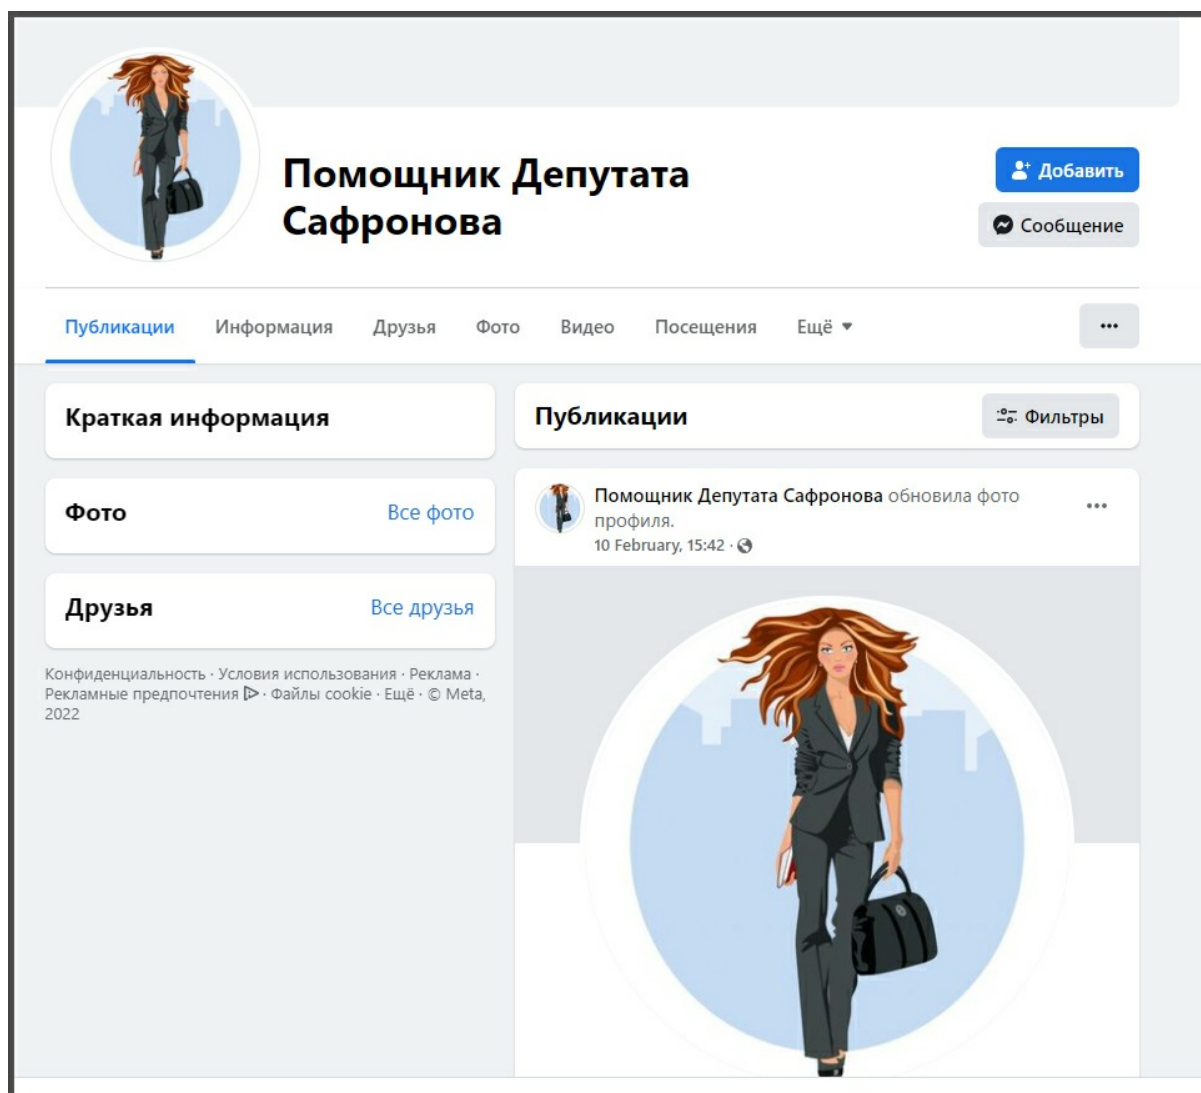 Помощник Депутата
Сафронова
Добавить
Сообщение
Публикации
Информация
Друзья
Фото
Видео
Посещения
Ещё
Краткая информация
Фото
Все фото
Друзья
Все друзья
Конфиденциальность · Условия использования · Реклама ·
Рекламные предпочтения · Файлы cookie · Ещё · © Meta,
2022
Публикации
Фильтры
Помощник Депутата Сафронова обновила фото
профиля.
10 February, 15:42 ·